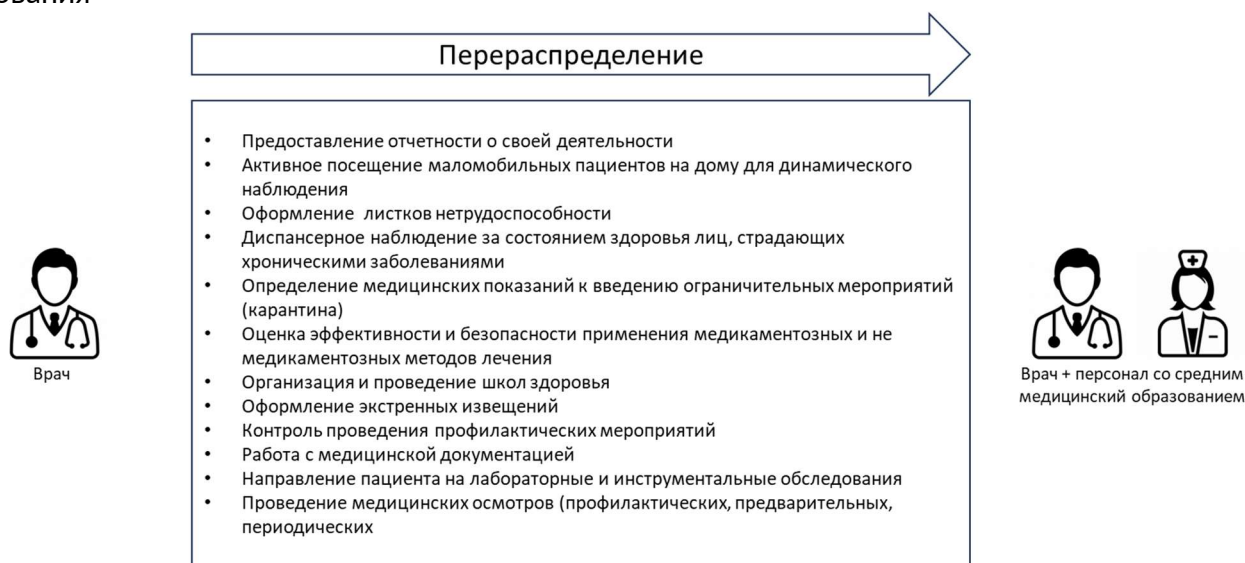 Перераспределение
• Предоставление отчетности о своей деятельности
• Активное посещение маломобильных пациентов на дому для динамического
наблюдения
• Оформление листков нетрудоспособности
• Диспансерное наблюдение за состоянием здоровья лиц, страдающих
хроническими заболеваниями
• Определение медицинских показаний к введению ограничительных мероприятий
(карантина)
• Оценка эффективности и безопасности применения медикаментозных и не
медикаментозных методов лечения
• Организация и проведение школ здоровья
• Оформление экстренных извещений
• Контроль проведения профилактических мероприятий
• Работа с медицинской документацией
• Направление пациента на лабораторные и инструментальные обследования
• Проведение медицинских осмотров (профилактических, предварительных,
периодических
Врач
Врач + персонал со средним
медицинский образованием